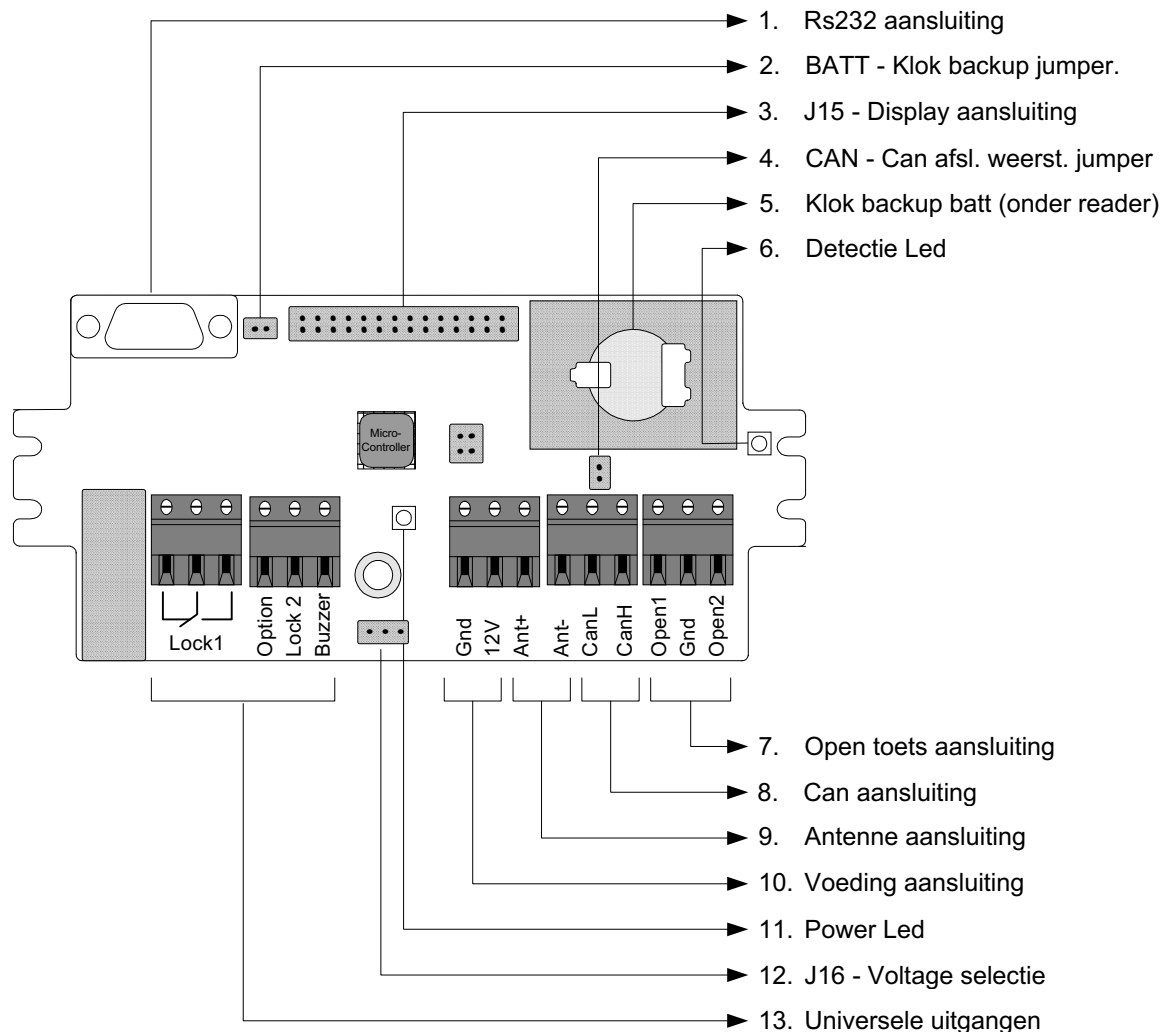 1. Rs232 aansluiting
2. BATT - Klok backup jumper.
3. J15 - Display aansluiting
4. CAN - Can afsl. weerst. jumper
5. Klok backup batt (onder reader)
6. Detectie Led
Micro-
Controller
Lock1
Option
Lock 2
Buzzer
Gnd
12V
Ant+
Ant-
CanL
CanH
Open1
Gnd
Open2
7. Open toets aansluiting
8. Can aansluiting
9. Antenne aansluiting
10. Voeding aansluiting
11. Power Led
12. J16 - Voltage selectie
13. Universele uitgangen